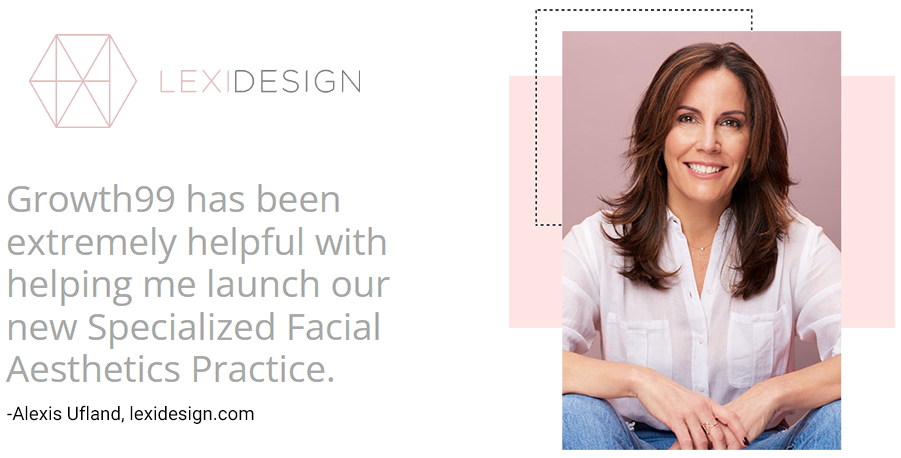 LEXIDESIGN
Growth99 has been
extremely helpful with
helping me launch our
new Specialized Facial
Aesthetics Practice.
-Alexis Ufland, lexidesign.com